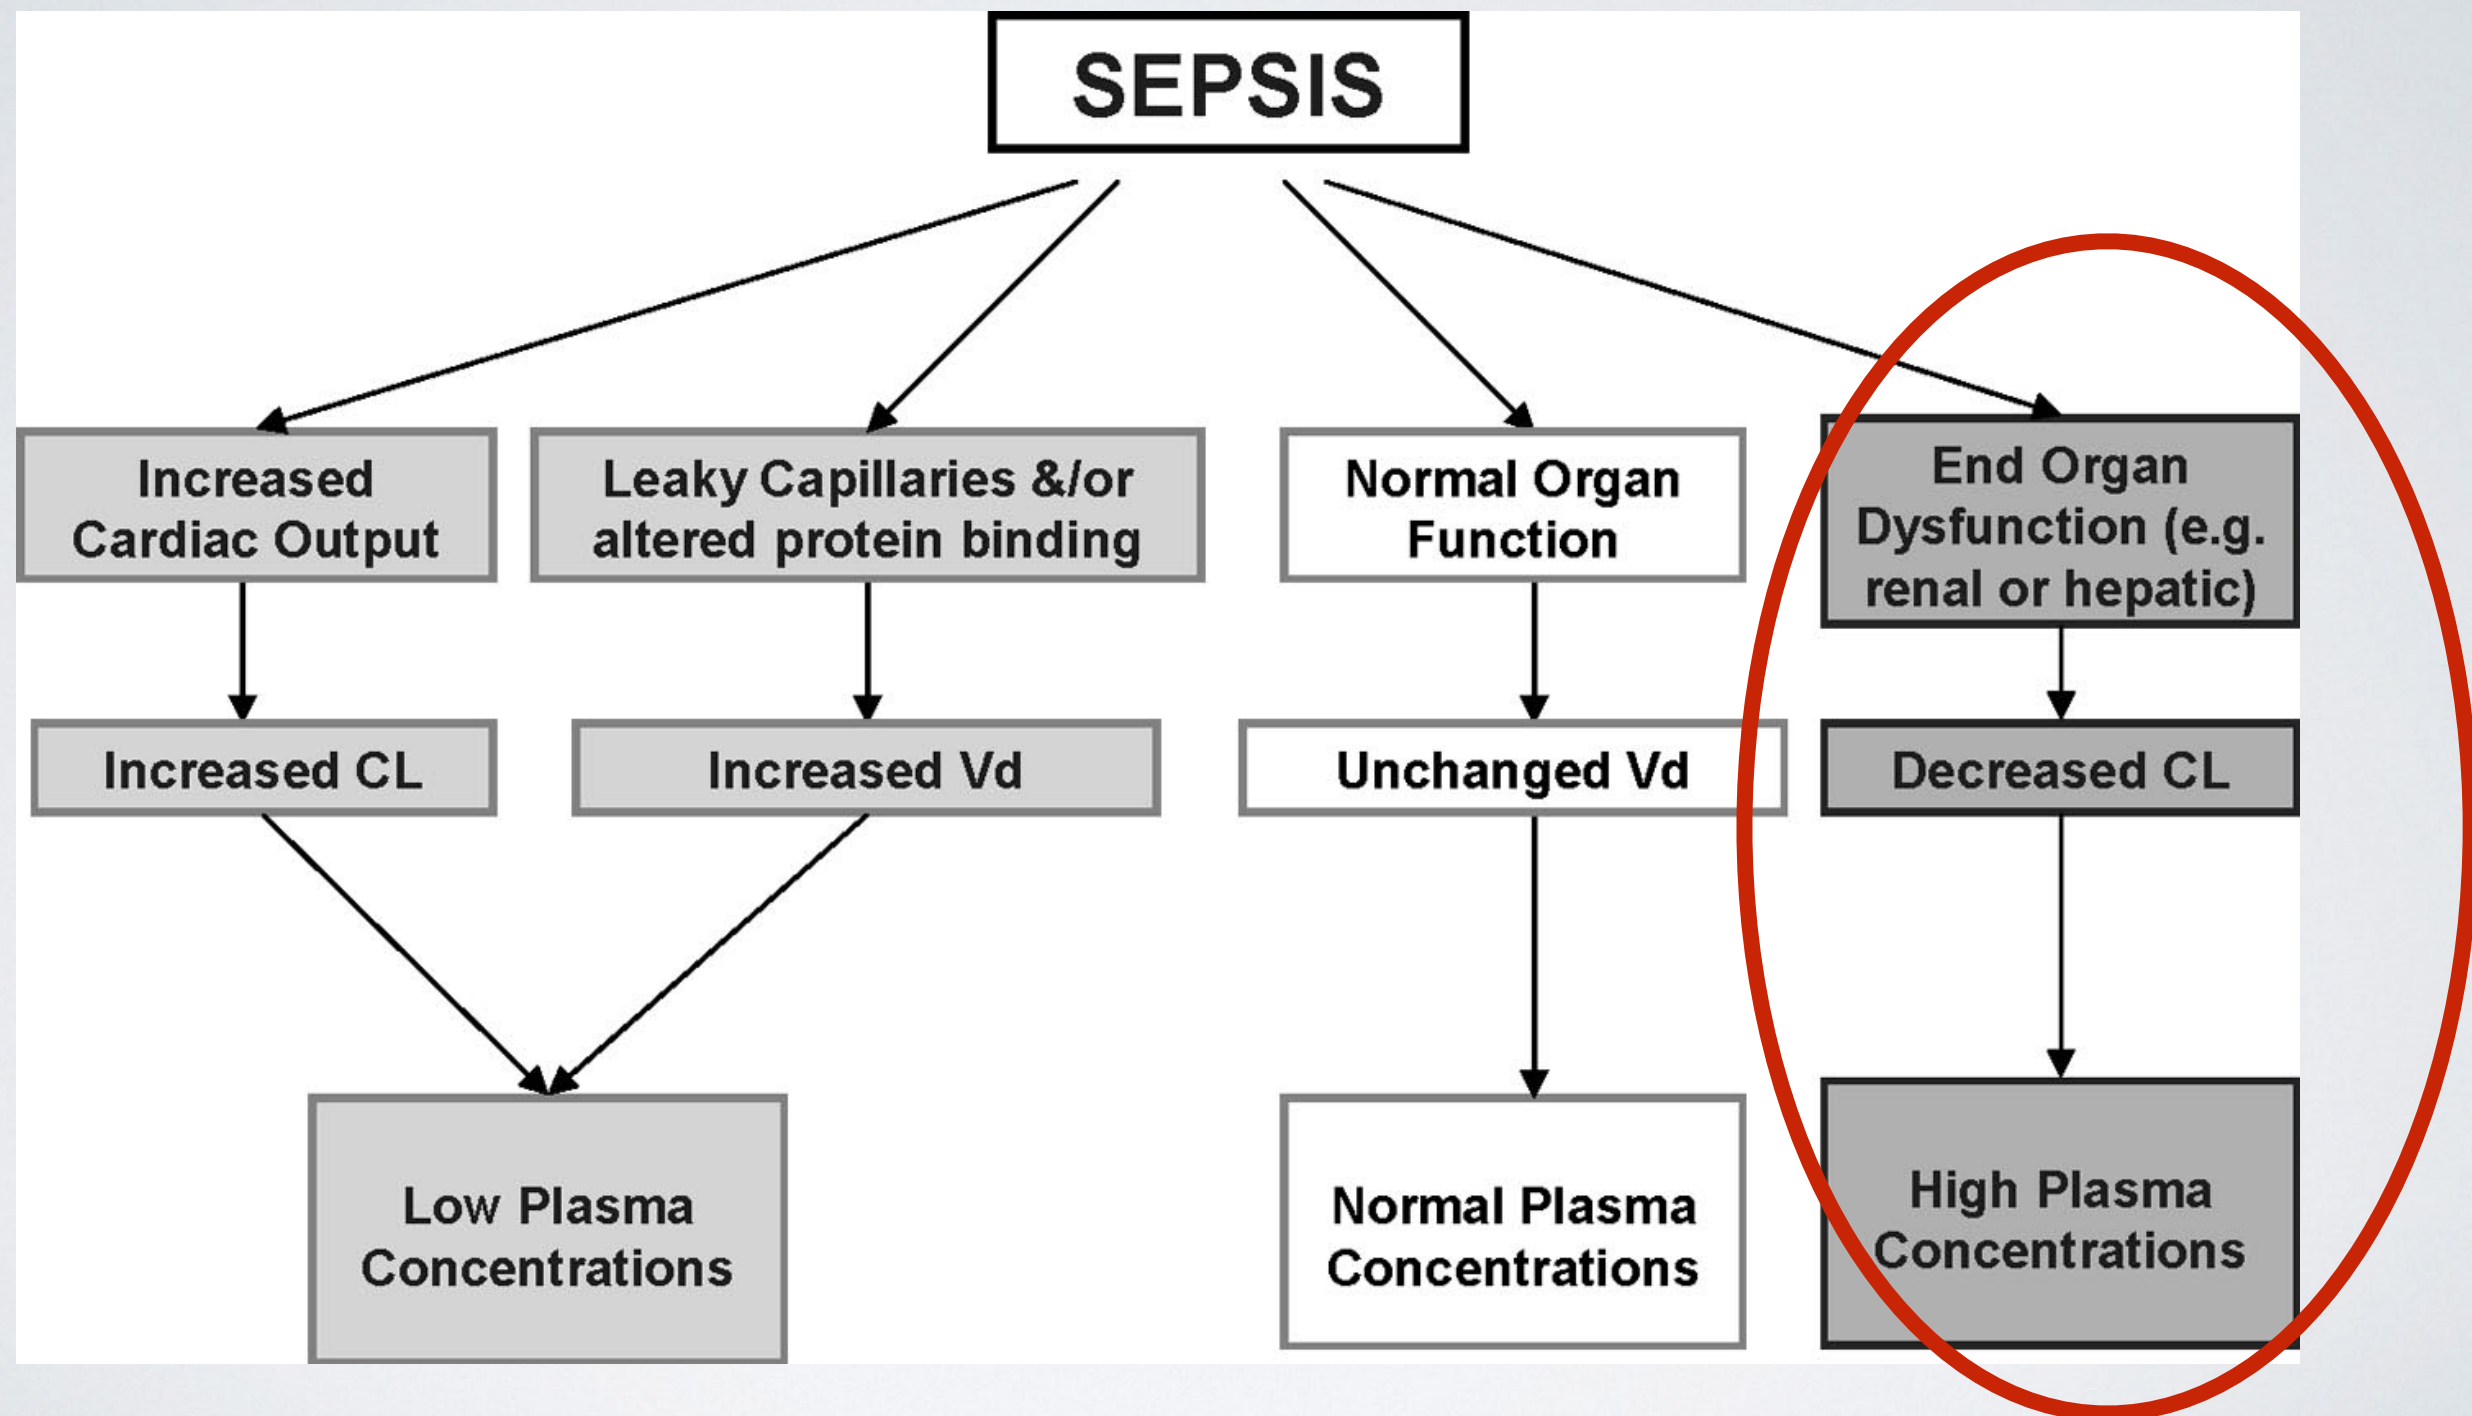 SEPSIS
Increased
Cardiac Output
Leaky Capillaries &/or
altered protein binding
Normal Organ
Function
End Organ
Dysfunction (e.g.
renal or hepatic)
Increased CL
Increased Vd
Unchanged Vd
Decreased CL
Low Plasma
Concentrations
Normal Plasma
Concentrations
High Plasma
Concentrations